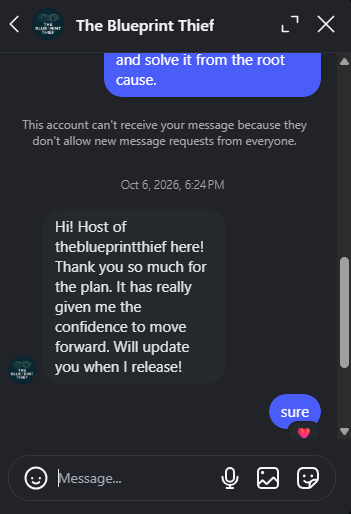 The Blueprint Thief
and solve it from the root
cause.
This account can't receive your message because they
don't allow new message requests from everyone.
Oct 6, 2026, 6:24 PM
Hi! Host of
theblueprintthief here!
Thank you so much for
the plan. It has really
given me the
confidence to move
forward. Will update
you when I release!
sure
Message...